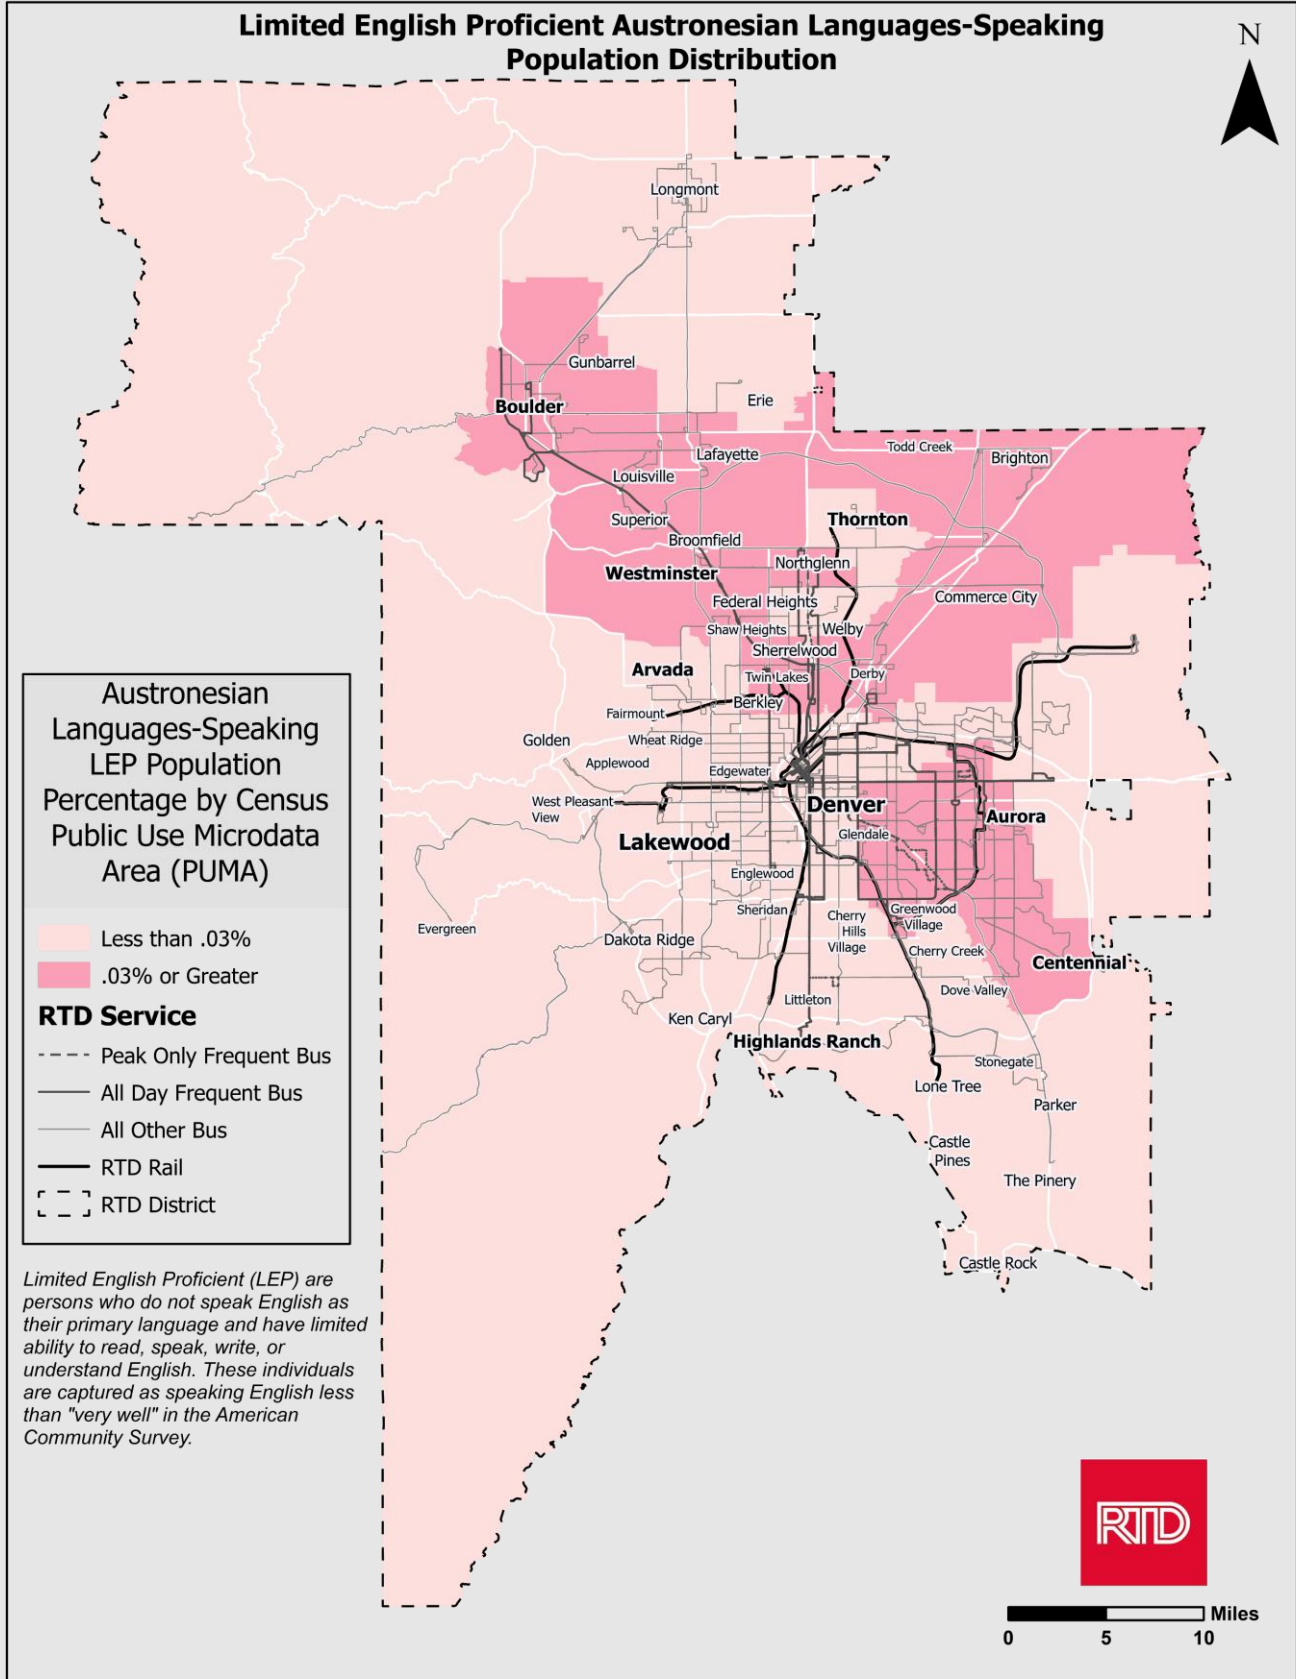 Limited English Proficient Austronesian Languages-Speaking
Population Distribution
N
Longmont
Gunbarrel
Boulder
Erie
Lafayette
Todd Creek
Brighton
Louisville
Superior
Thornton
Broomfield
Northglenn
Westminster
Federal Heights
Commerce City
Shaw Heights
Welby
Sherrelwood
Arvada
Twin Lakes
Derby
Berkley
Fairmount
Golden
Wheat Ridge
Applewood
Edgewater
West Pleasant
View
Denver
Aurora
Lakewood
Glendale
Englewood
Sheridan
Cherry
Hills
Village
Greenwood
Village
Evergreen
Dakota Ridge
Cherry Creek
Centennial
Dove Valley
Littleton
Ken Caryl
Highlands Ranch
Stonegate
Lone Tree
Parker
Castle
Pines
The Pinery
Castle Rock
Austronesian
Languages-Speaking
LEP Population
Percentage by Census
Public Use Microdata
Area (PUMA)
Less than .03%
.03% or Greater
RTD Service
Peak Only Frequent Bus
All Day Frequent Bus
All Other Bus
RTD Rail
RTD District
Limited English Proficient (LEP) are
persons who do not speak English as
their primary language and have limited
ability to read, speak, write, or
understand English. These individuals
are captured as speaking English less
than "very well" in the American
Community Survey.
RTD
Miles
0 5 10